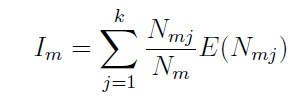 $I_m = \sum_{j=1}^{k} \frac{N_{mj}}{N_m} E(N_{mj})$